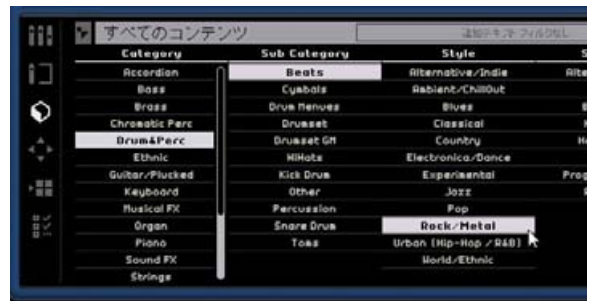 すべてのコンテンツ
Category Sub Category Style
Accordion Beats Alternative/Indie
Bass Cymbals Ambient/ChillOut
Brass Drum Menues Blues
Chromatic Perc Drumset Classical
Drum&Perc Drumset GM Country
Ethnic HiHats Electronica/Dance
Guitar/Plucked Kick Drum Experimental
Keyboard Other Jazz
Musical FX Percussion Pop
Organ Snare Drum Rock/Metal
Piano Toms Urban (Hip-Hop / R&B)
Sound FX World/Ethnic
Strings